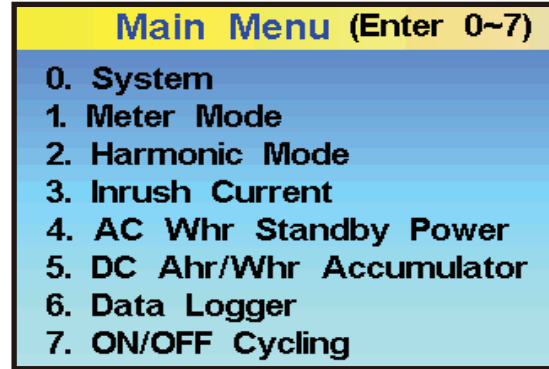 Main Menu (Enter 0~7)
0. System
1. Meter Mode
2. Harmonic Mode
3. Inrush Current
4. AC Whr Standby Power
5. DC Ahr/Whr Accumulator
6. Data Logger
7. ON/OFF Cycling